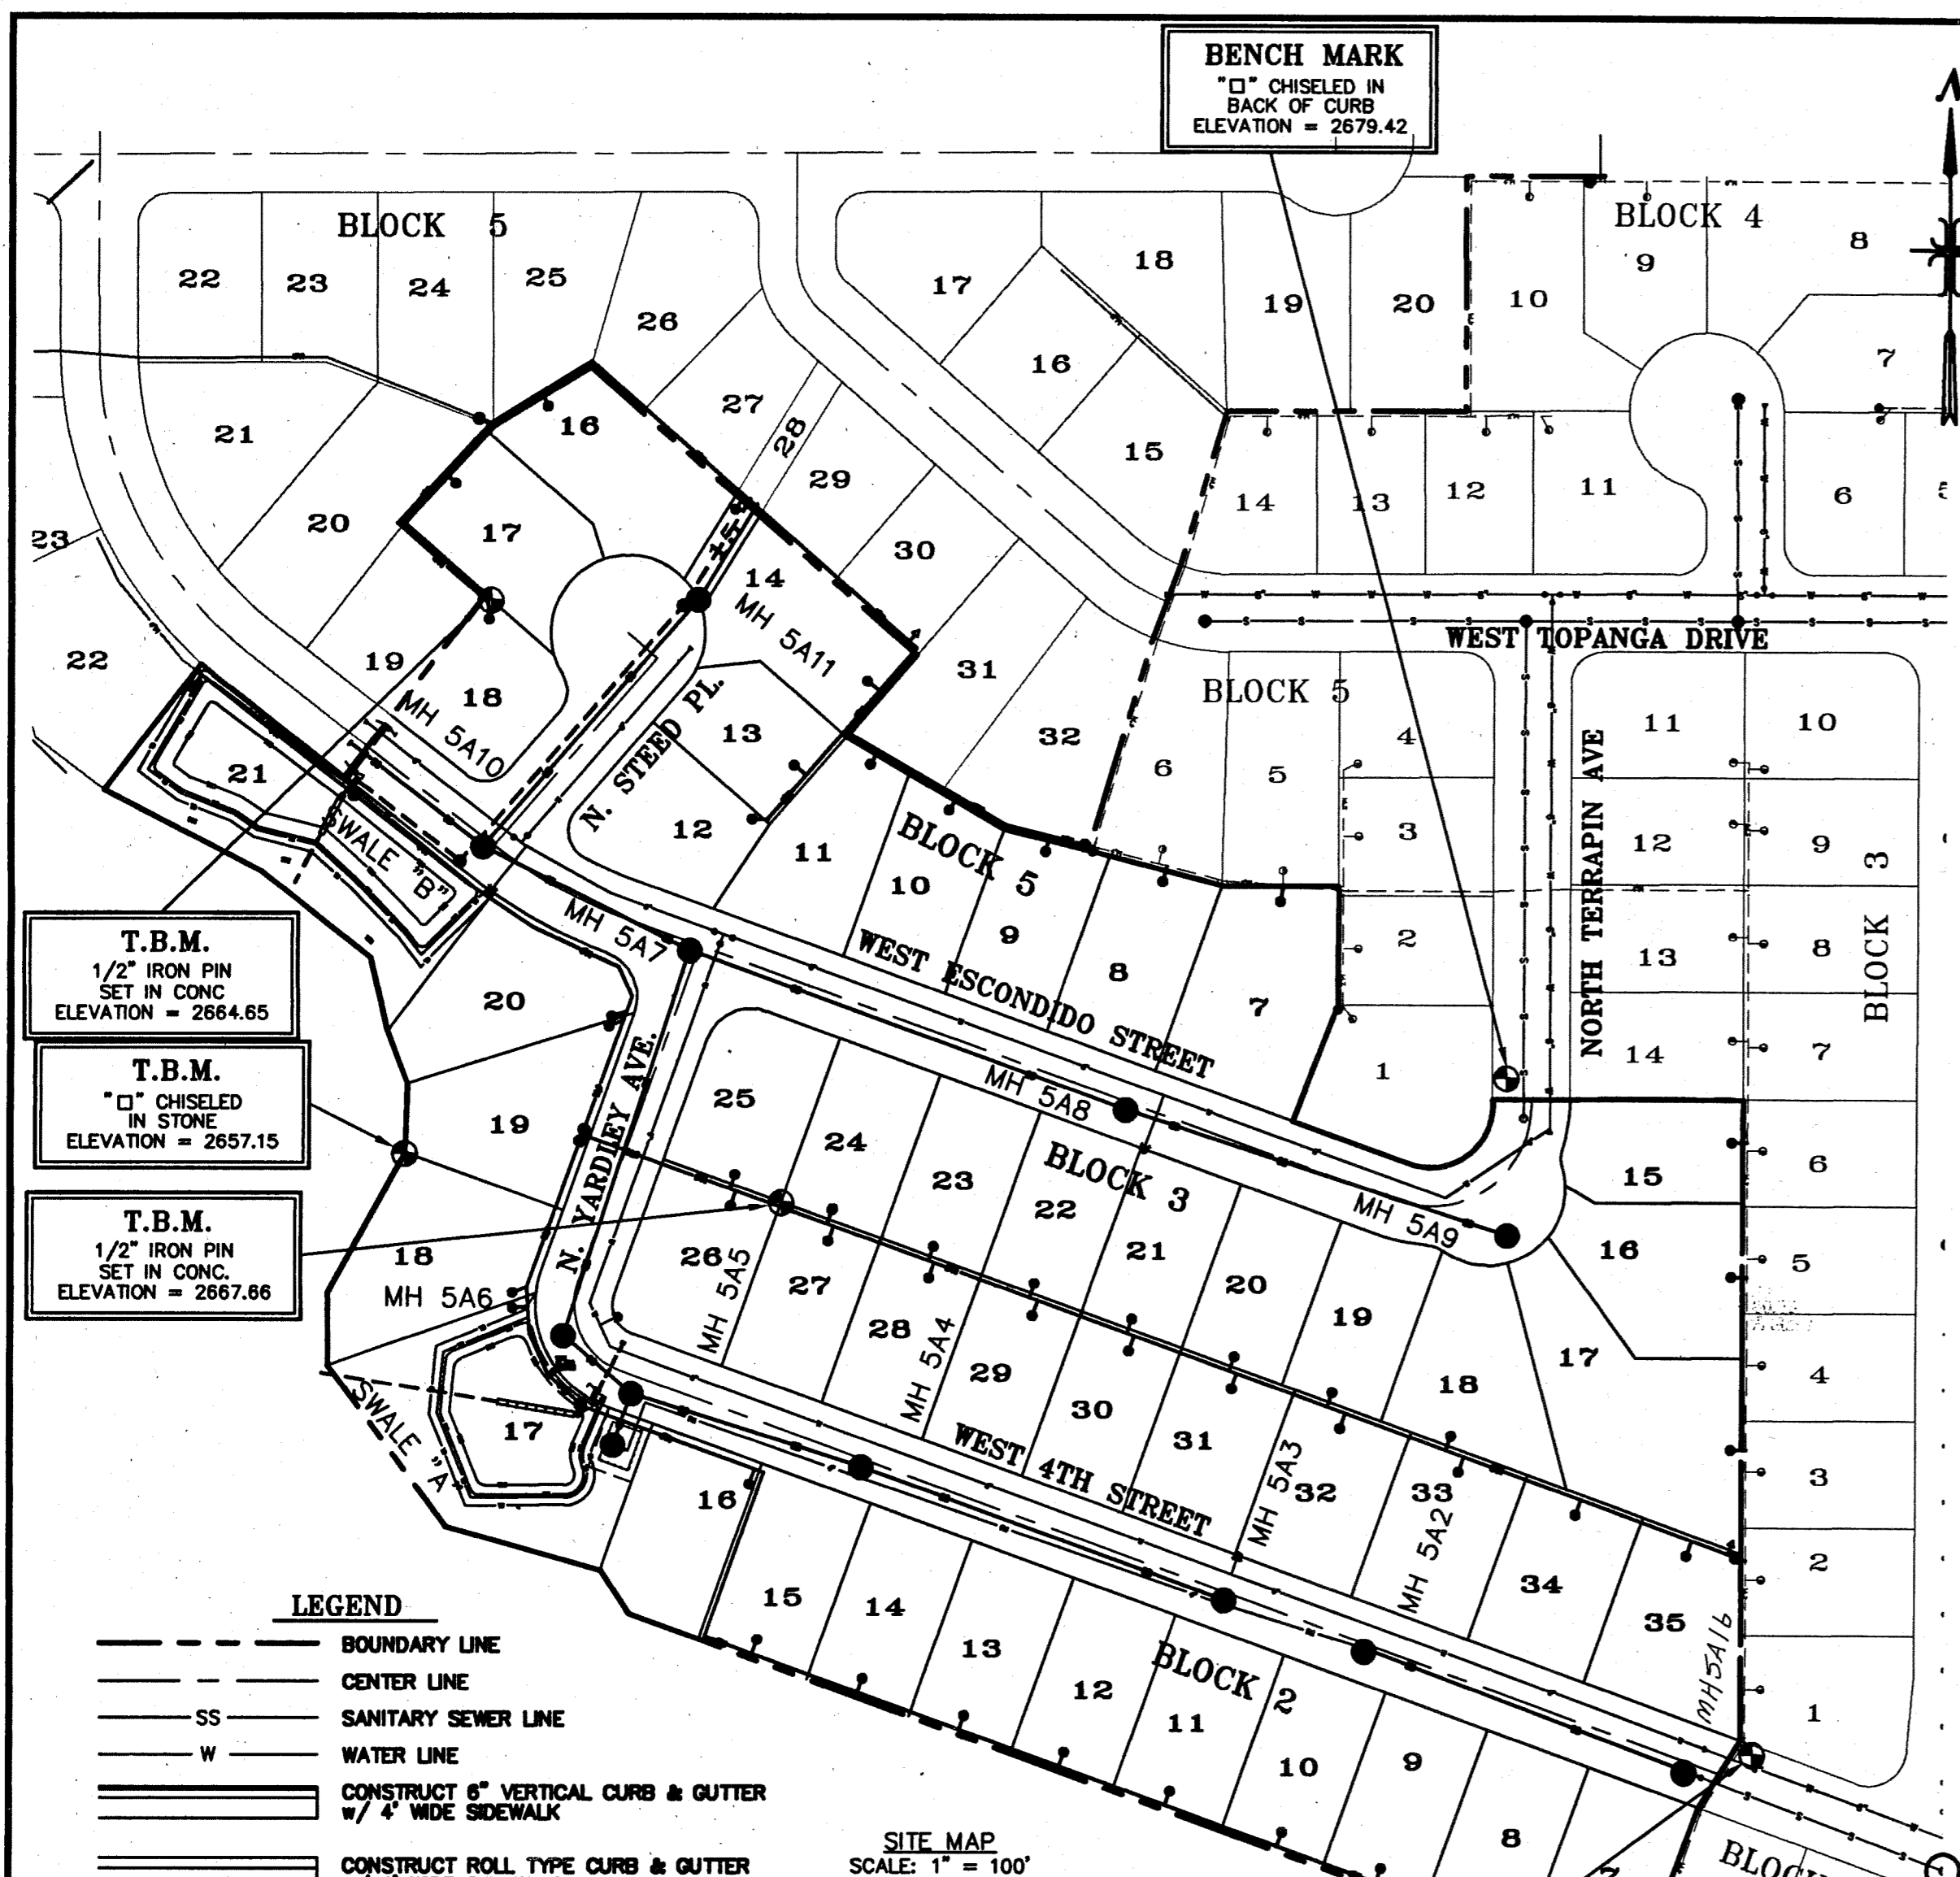 BENCH MARK
"□" CHISELED IN
BACK OF CURB
ELEVATION = 2679.42
BLOCK 5
22
23
24
25
26
27
28
29
30
31
32
21
20
19
23
22
16
17
18
15
14
13
12
11
10
9
8
7
17
18
19
20
16
15
14
13
12
11
BLOCK 4
10
9
8
7
6
5
WEST TOPANGA DRIVE
BLOCK 5
6
5
4
3
2
1
NORTH TERRAPIN AVE
11
12
13
14
15
16
17
10
9
8
7
6
5
4
3
2
1
BLOCK 3
MH 5A11
MH 5A10
N. STEED PL.
BLOCK 5
21
SWALE "B"
MH 5A7
WEST ESCONDIDO STREET
MH 5A8
MH 5A9
T.B.M.
1/2" IRON PIN
SET IN CONC
ELEVATION = 2664.65
T.B.M.
"□" CHISELED
IN STONE
ELEVATION = 2657.15
T.B.M.
1/2" IRON PIN
SET IN CONC.
ELEVATION = 2667.66
20
19
18
17
N. YARDLEY AVE.
MH 5A6
SWALE "A"
BLOCK 3
25
24
23
22
21
20
19
18
26
27
28
29
30
31
32
33
34
35
MH 5A5
MH 5A4
MH 5A3
MH 5A2
MH5A16
WEST 4TH STREET
BLOCK 2
16
15
14
13
12
11
10
9
8
7
LEGEND
BOUNDARY LINE
CENTER LINE
SS
SANITARY SEWER LINE
W
WATER LINE
CONSTRUCT 6" VERTICAL CURB & GUTTER
w/ 4' WIDE SIDEWALK
CONSTRUCT ROLL TYPE CURB & GUTTER
SITE MAP
SCALE: 1" = 100'